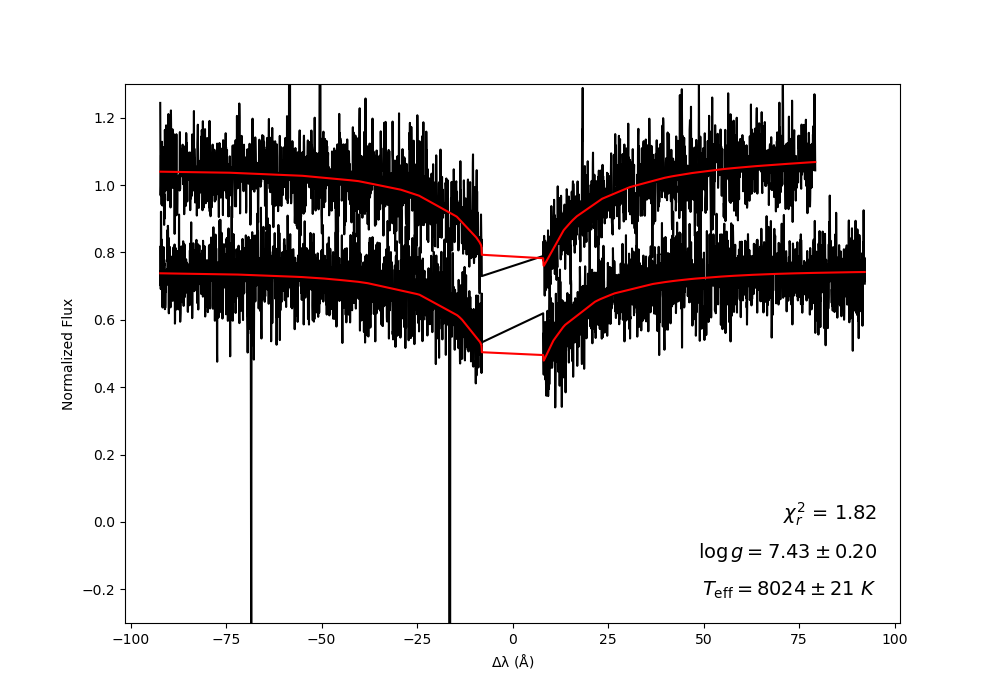 Normalized Flux
1.2
1.0
0.8
0.6
0.4
0.2
0.0
−0.2
χ²ᵣ = 1.82
log g = 7.43 ± 0.20
T_eff = 8024 ± 21 K
−100 −75 −50 −25 0 25 50 75 100
Δλ (Å)